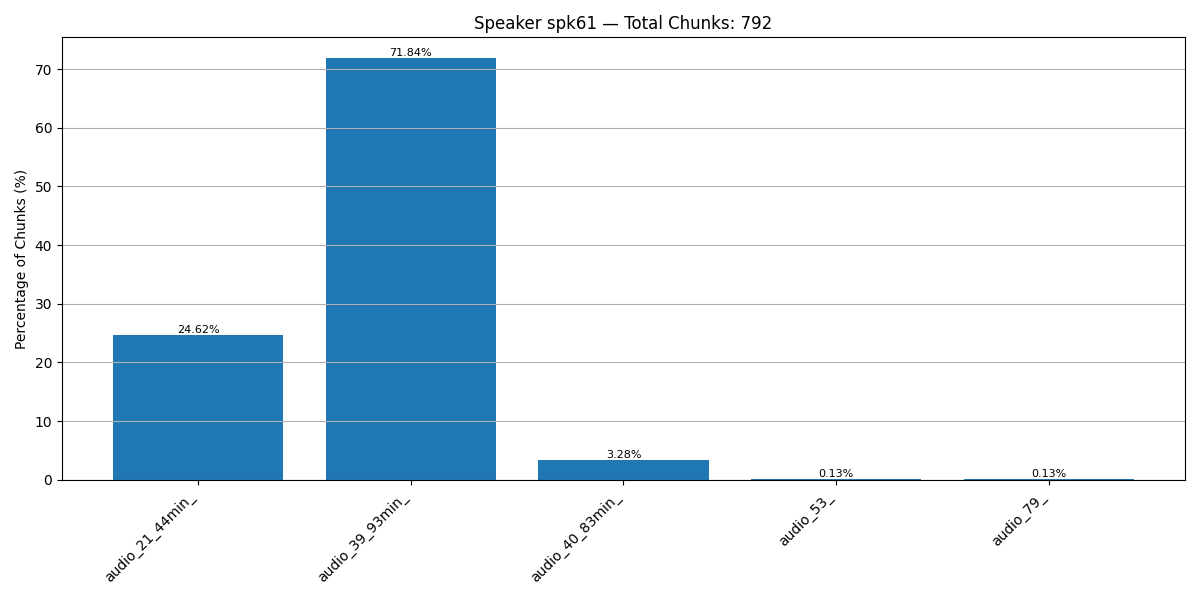 Speaker spk61 — Total Chunks: 792
Percentage of Chunks (%)
70
60
50
40
30
20
10
0
24.62%
71.84%
3.28%
0.13%
0.13%
audio_21_44min_
audio_39_93min_
audio_40_83min_
audio_53_
audio_79_